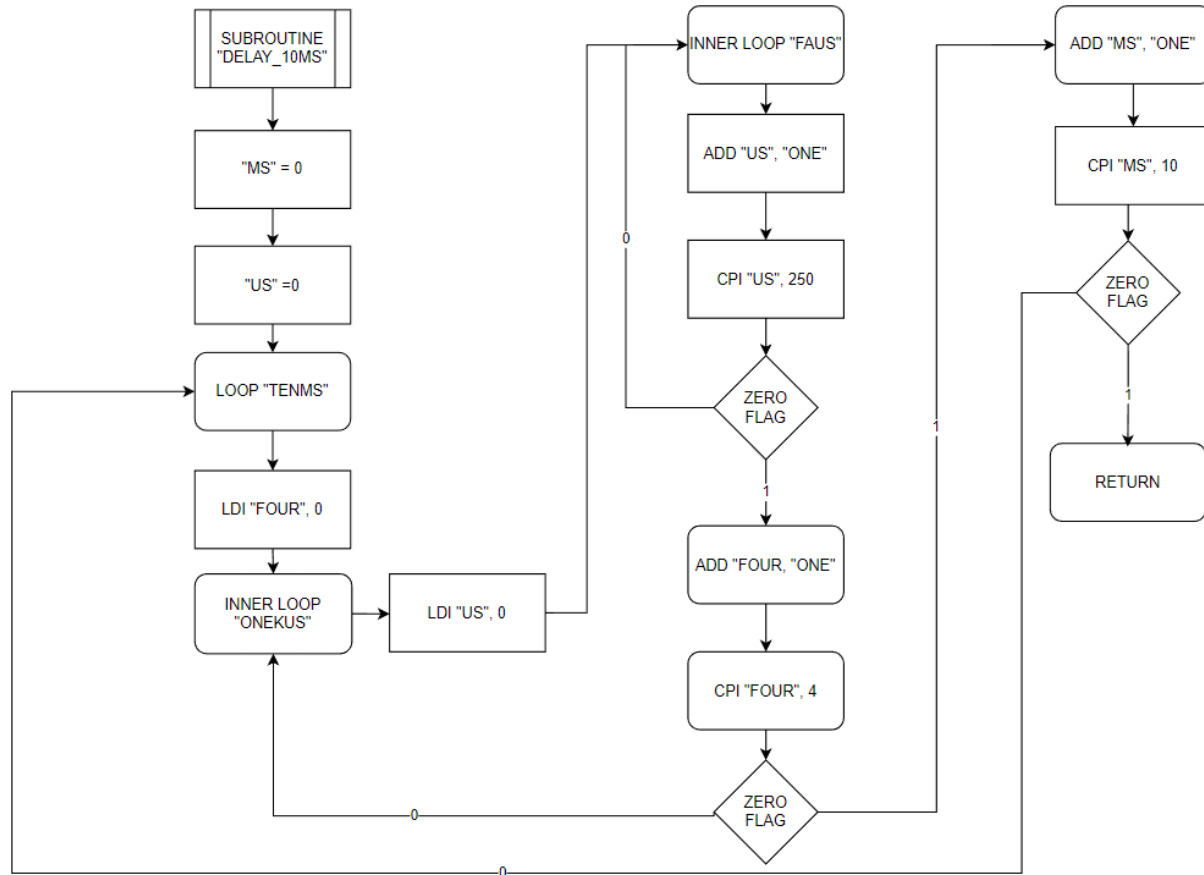 SUBROUTINE
"DELAY_10MS"
"MS" = 0
"US" =0
LOOP "TENMS"
LDI "FOUR", 0
INNER LOOP
"ONEKUS"
LDI "US", 0
INNER LOOP "FAUS"
ADD "US", "ONE"
CPI "US", 250
ZERO
FLAG
0
1
ADD "FOUR, "ONE"
CPI "FOUR", 4
ZERO
FLAG
0
1
ADD "MS", "ONE"
CPI "MS", 10
ZERO
FLAG
0
1
RETURN